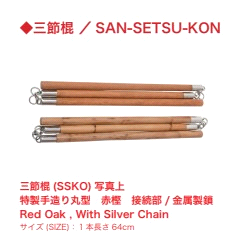 ◆三節棍 ／ SAN-SETSU-KON
三節棍 (SSKO) 写真上
特製手造り丸型　赤樫　接続部 / 金属製鎖
Red Oak , With Silver Chain
サイズ (SIZE)：１本長さ 64cm